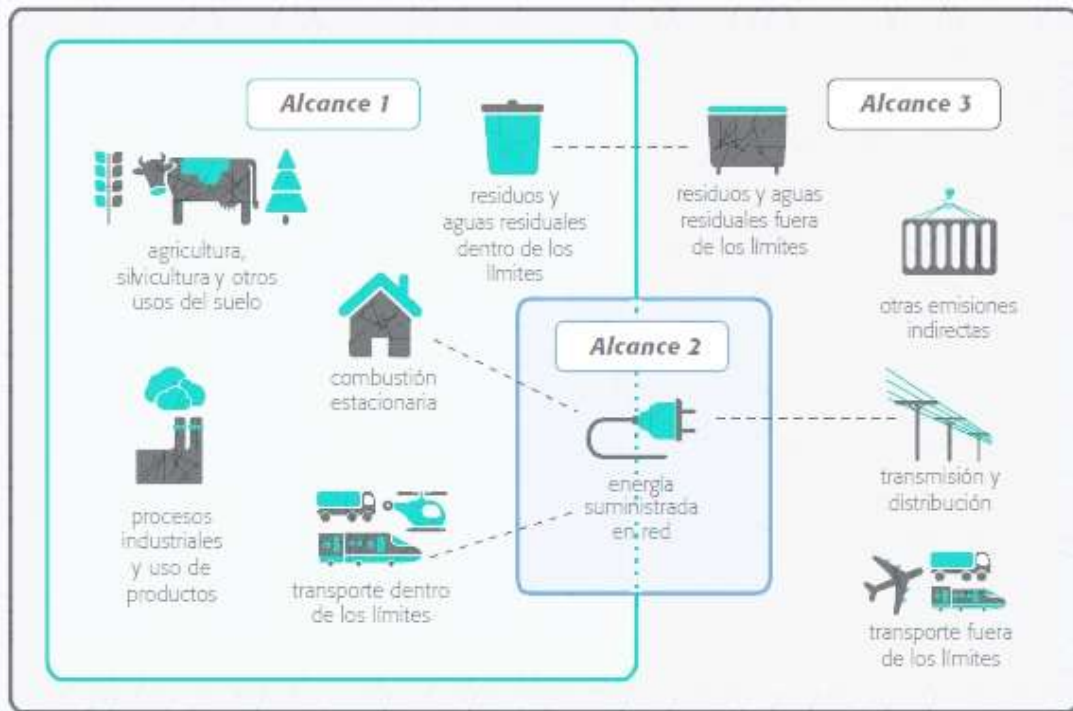 Alcance 1
Alcance 3
residuos y
aguas residuales
dentro de los
límites
residuos y aguas
residuales fuera
de los límites
agricultura,
silvicultura y otros
usos del suelo
otras emisiones
indirectas
Alcance 2
combustión
estacionaria
energía
suministrada
en red
transmisión y
distribución
procesos
industriales
y uso de
productos
transporte dentro
de los límites
transporte fuera
de los límites